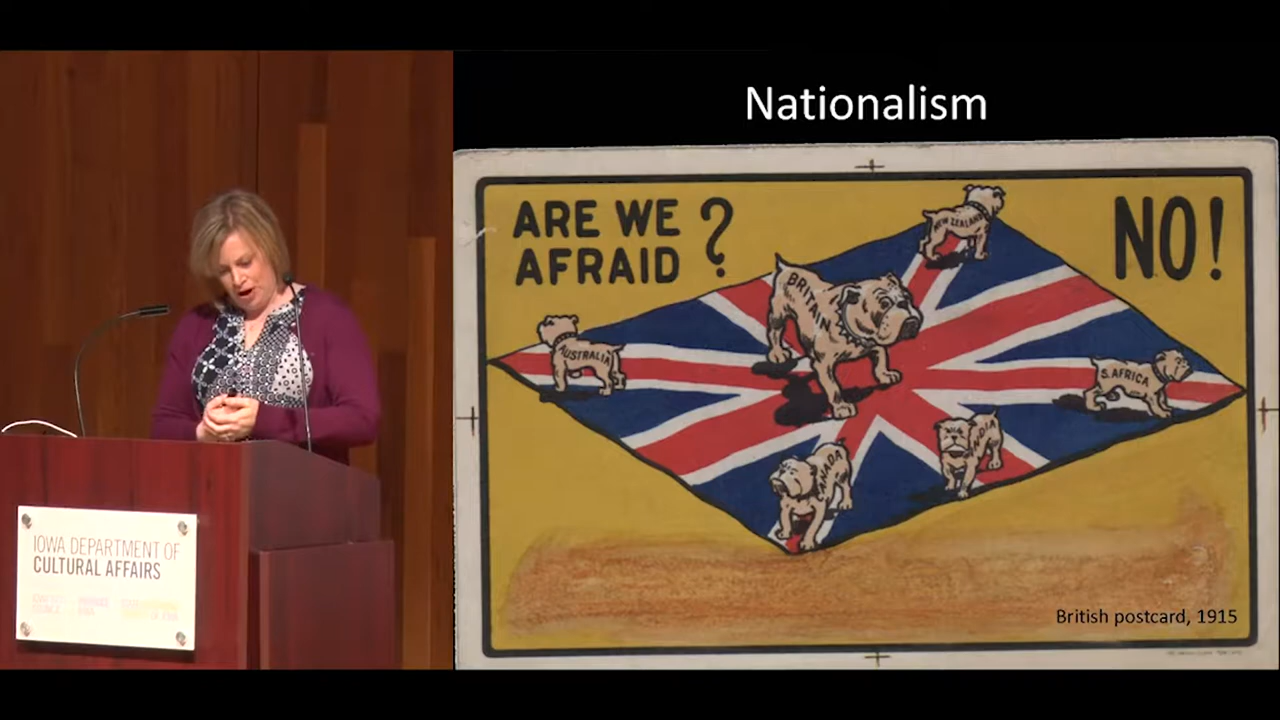 Nationalism
ARE WE
AFRAID ?
NO!
NEW ZEALAND
BRITAIN
AUSTRALIA
S. AFRICA
CANADA
INDIA
British postcard, 1915
IOWA DEPARTMENT OF
CULTURAL AFFAIRS